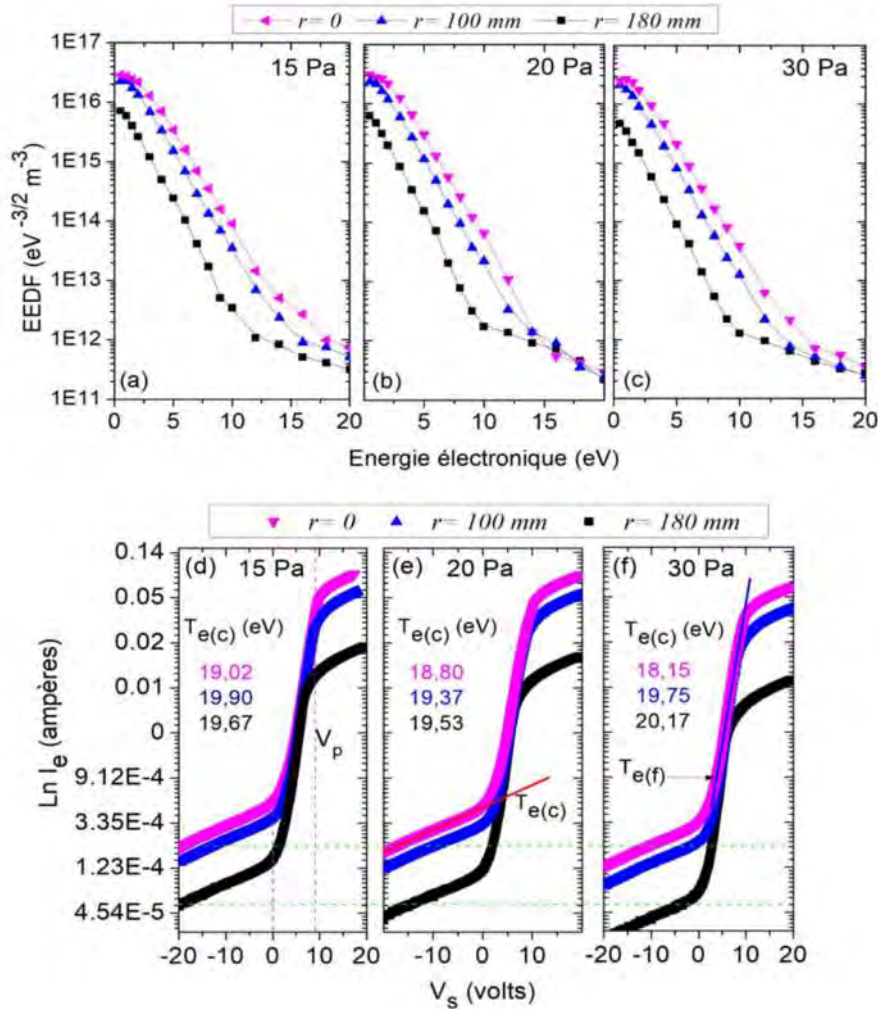 r= 0 r= 100 mm r= 180 mm
1E17
1E16
1E15
1E14
1E13
1E12
1E11
EEDF (eV⁻³/² m⁻³)
15 Pa
(a)
0 5 10 15 20
20 Pa
(b)
5 10 15 20
30 Pa
(c)
0 5 10 15 20
Energie électronique (eV)
r= 0 r= 100 mm r= 180 mm
0.14
0.05
0.02
0.01
0
9.12E-4
3.35E-4
1.23E-4
4.54E-5
Ln Iₑ (ampères)
(d) 15 Pa
Tₑ₍c₎ (eV)
19,02
19,90
19,67
Vₚ
-20 -10 0 10 20
(e) 20 Pa
Tₑ₍c₎ (eV)
18,80
19,37
19,53
Tₑ₍c₎
-20 -10 0 10
(f) 30 Pa
Tₑ₍c₎ (eV)
18,15
19,75
20,17
Tₑ₍f₎
-20 -10 0 10 20
Vₛ (volts)